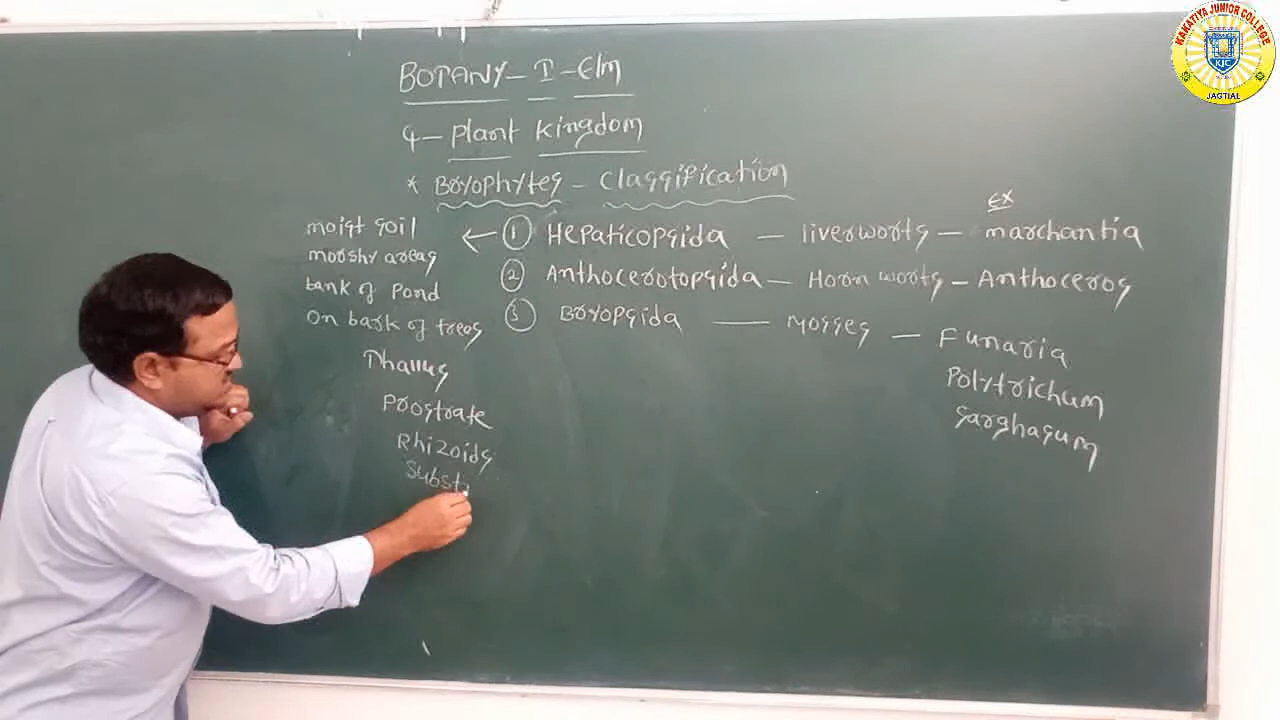 KAKATIYA JUNIOR COLLEGE
KJC
JAGTIAL
BOTANY - I - E/m
4 - Plant Kingdom
* Bryophytes - Classification
Ex
① Hepaticopsida - liverworts - marchantia
② Anthocerotopsida - Horn worts - Anthoceros
③ Bryopsida - Mosses - Funaria
Polytrichum
Sarghasum
moist soil
marshy areas
bank of Pond
On bark of trees
Thallus
Prostrate
Rhizoids
Subst